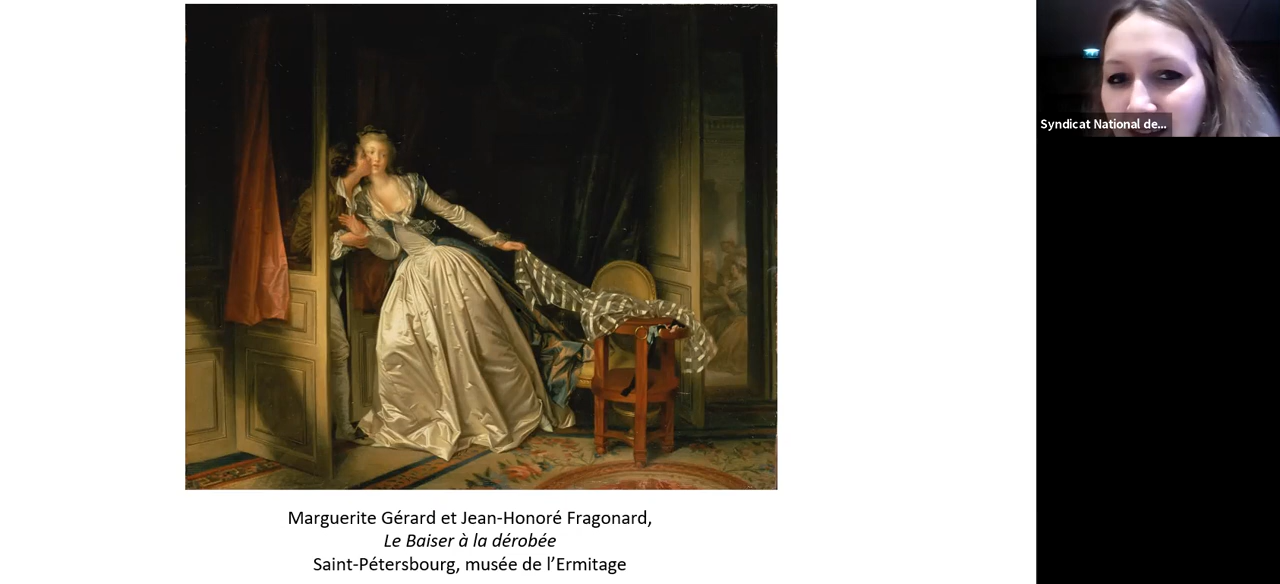 Syndicat National de...
Marguerite Gérard et Jean-Honoré Fragonard,
Le Baiser à la dérobée
Saint-Pétersbourg, musée de l’Ermitage